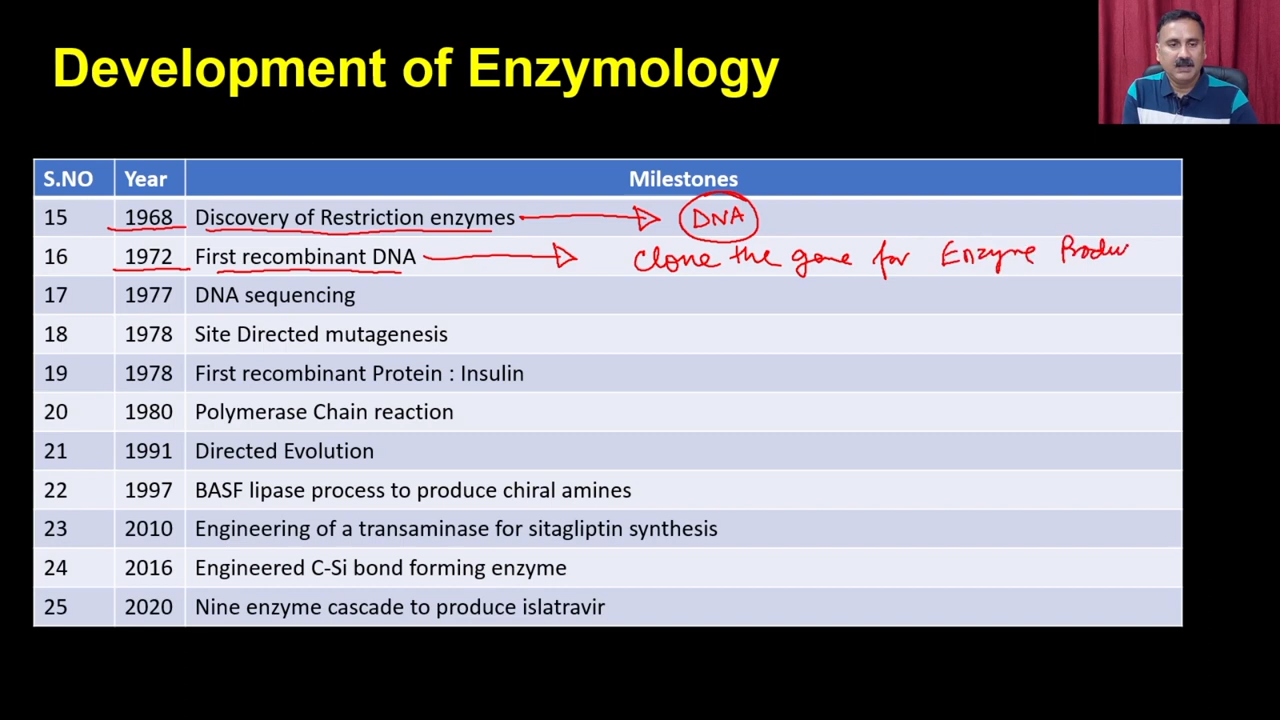 Development of Enzymology
S.NO Year Milestones
15 1968 Discovery of Restriction enzymes DNA
16 1972 First recombinant DNA clone the gene for Enzyme Produ
17 1977 DNA sequencing
18 1978 Site Directed mutagenesis
19 1978 First recombinant Protein : Insulin
20 1980 Polymerase Chain reaction
21 1991 Directed Evolution
22 1997 BASF lipase process to produce chiral amines
23 2010 Engineering of a transaminase for sitagliptin synthesis
24 2016 Engineered C-Si bond forming enzyme
25 2020 Nine enzyme cascade to produce islatravir